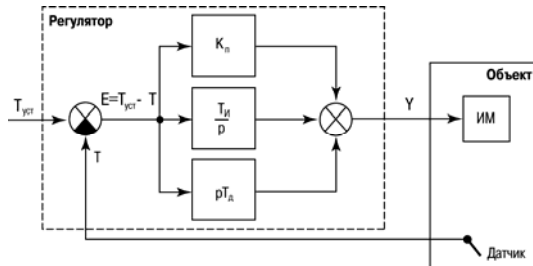 Регулятор
Объект
Kп
Tуст
E=Tуст- T
Tи
p
Y
ИМ
T
pTд
Датчик